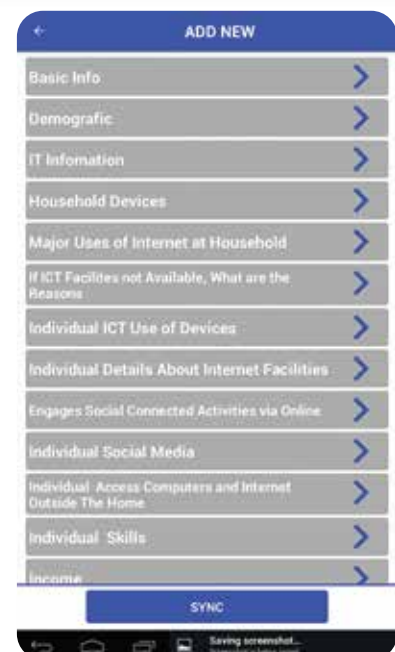 ADD NEW
Basic Info
Demografic
IT Infomation
Household Devices
Major Uses of Internet at Household
If ICT Facilites not Available, What are the
Reasons
Individual ICT Use of Devices
Individual Details About Internet Facilities
Engages Social Connected Activities via Online
Individual Social Media
Individual Access Computers and Internet
Outside The Home
Individual Skills
Income
SYNC
Saving screenshot...